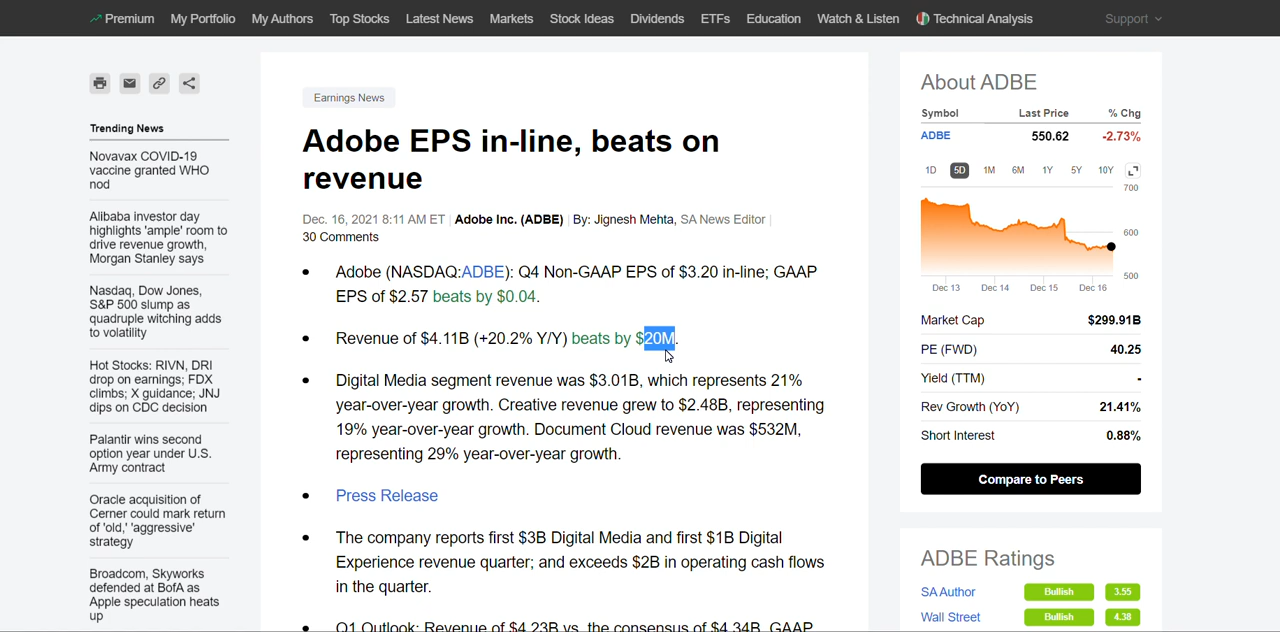 Premium My Portfolio My Authors Top Stocks Latest News Markets Stock Ideas Dividends ETFs Education Watch & Listen Technical Analysis Support
Trending News
Novavax COVID-19
vaccine granted WHO
nod
Alibaba investor day
highlights 'ample' room to
drive revenue growth,
Morgan Stanley says
Nasdaq, Dow Jones,
S&P 500 slump as
quadruple witching adds
to volatility
Hot Stocks: RIVN, DRI
drop on earnings; FDX
climbs; X guidance; JNJ
dips on CDC decision
Palantir wins second
option year under U.S.
Army contract
Oracle acquisition of
Cerner could mark return
of 'old,' 'aggressive'
strategy
Broadcom, Skyworks
defended at BofA as
Apple speculation heats
up
Earnings News
Adobe EPS in-line, beats on
revenue
Dec. 16, 2021 8:11 AM ET | Adobe Inc. (ADBE) | By: Jignesh Mehta, SA News Editor |
30 Comments
• Adobe (NASDAQ:ADBE): Q4 Non-GAAP EPS of $3.20 in-line; GAAP
EPS of $2.57 beats by $0.04.
• Revenue of $4.11B (+20.2% Y/Y) beats by $20M.
• Digital Media segment revenue was $3.01B, which represents 21%
year-over-year growth. Creative revenue grew to $2.48B, representing
19% year-over-year growth. Document Cloud revenue was $532M,
representing 29% year-over-year growth.
• Press Release
• The company reports first $3B Digital Media and first $1B Digital
Experience revenue quarter; and exceeds $2B in operating cash flows
in the quarter.
• Q1 Outlook: Revenue of $4.23B vs. the consensus of $4.34B, GAAP
About ADBE
Symbol Last Price % Chg
ADBE 550.62 -2.73%
1D 5D 1M 6M 1Y 5Y 10Y
700
600
500
Dec 13 Dec 14 Dec 15 Dec 16
Market Cap $299.91B
PE (FWD) 40.25
Yield (TTM) -
Rev Growth (YoY) 21.41%
Short Interest 0.88%
Compare to Peers
ADBE Ratings
SA Author Bullish 3.55
Wall Street Bullish 4.38